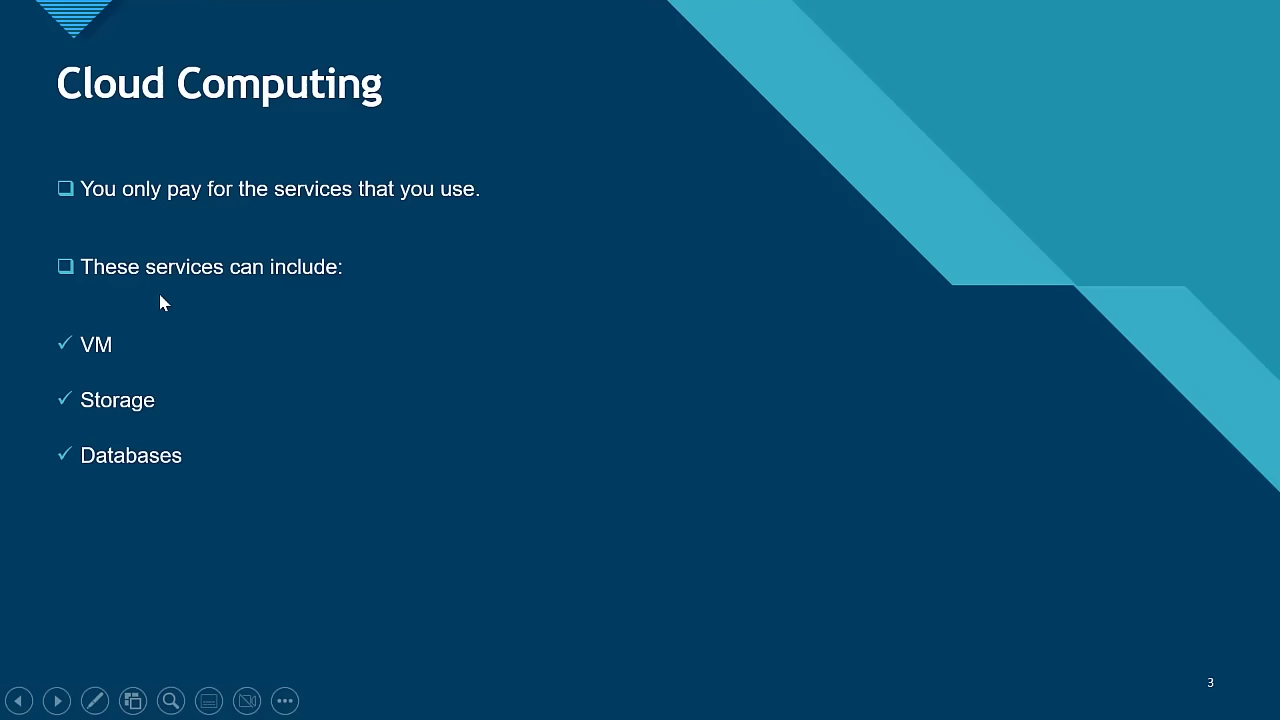 Cloud Computing
You only pay for the services that you use.
These services can include:
VM
Storage
Databases
3